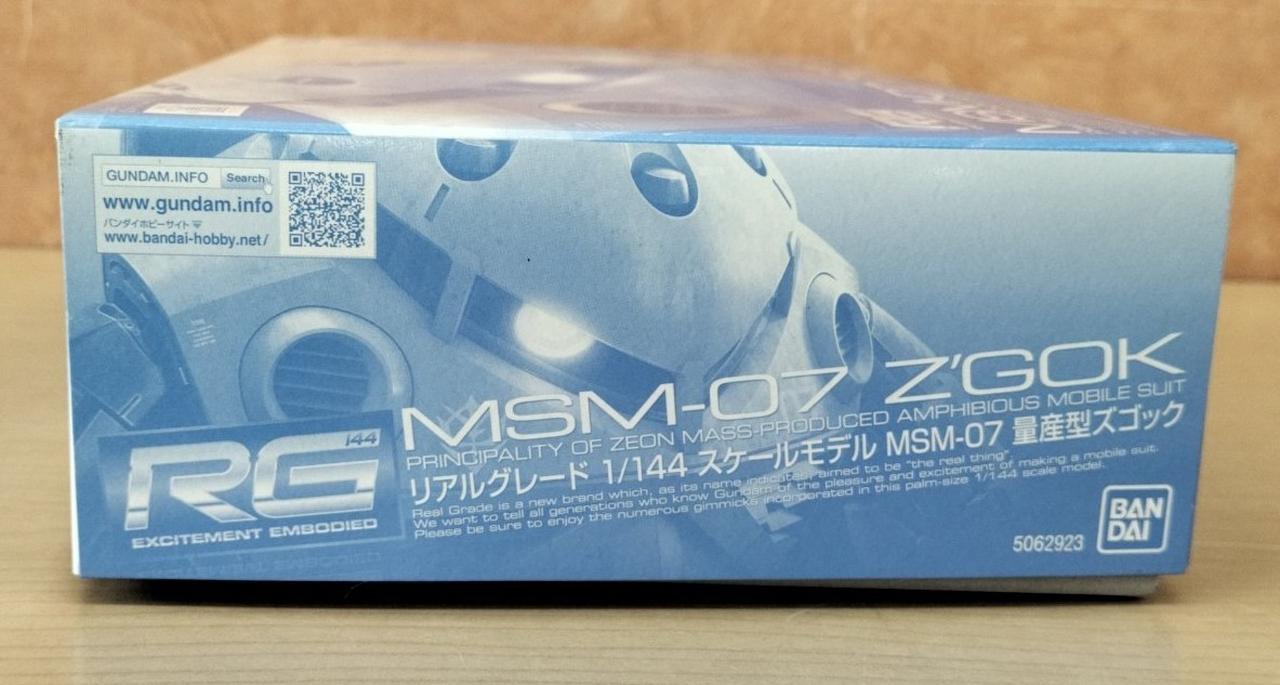 GUNDAM.INFO Search
www.gundam.info
バンダイホビーサイト
www.bandai-hobby.net/
MSM-07 Z'GOK
PRINCIPALITY OF ZEON MASS-PRODUCED AMPHIBIOUS MOBILE SUIT
リアルグレード 1/144 スケールモデル MSM-07 量産型ズゴック
Real Grade is a new brand which, as its name indicates, aimed to be "the real thing".
We want to tell all generations who know Gundam of the pleasure and excitement of making a mobile suit.
Please be sure to enjoy the numerous gimmicks incorporated in this palm-size 1/144 scale model.
RG 1/144
EXCITEMENT EMBODIED
5062923
BAN
DAI